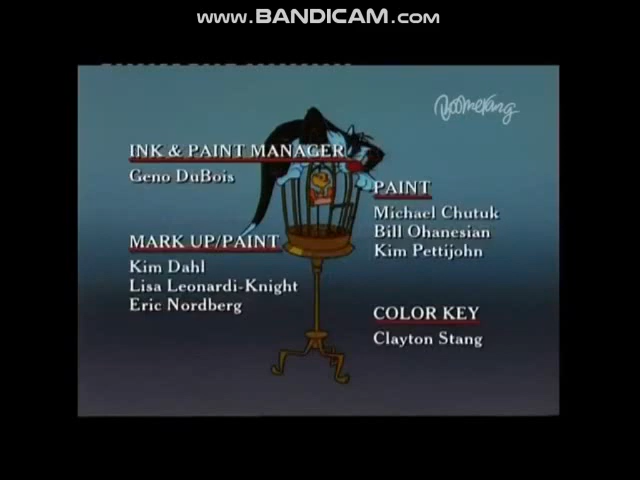 www.BANDICAM.com
Boomerang
INK & PAINT MANAGER
Geno DuBois
MARK UP/PAINT
Kim Dahl
Lisa Leonardi-Knight
Eric Nordberg
PAINT
Michael Chutuk
Bill Ohanesian
Kim Pettijohn
COLOR KEY
Clayton Stang